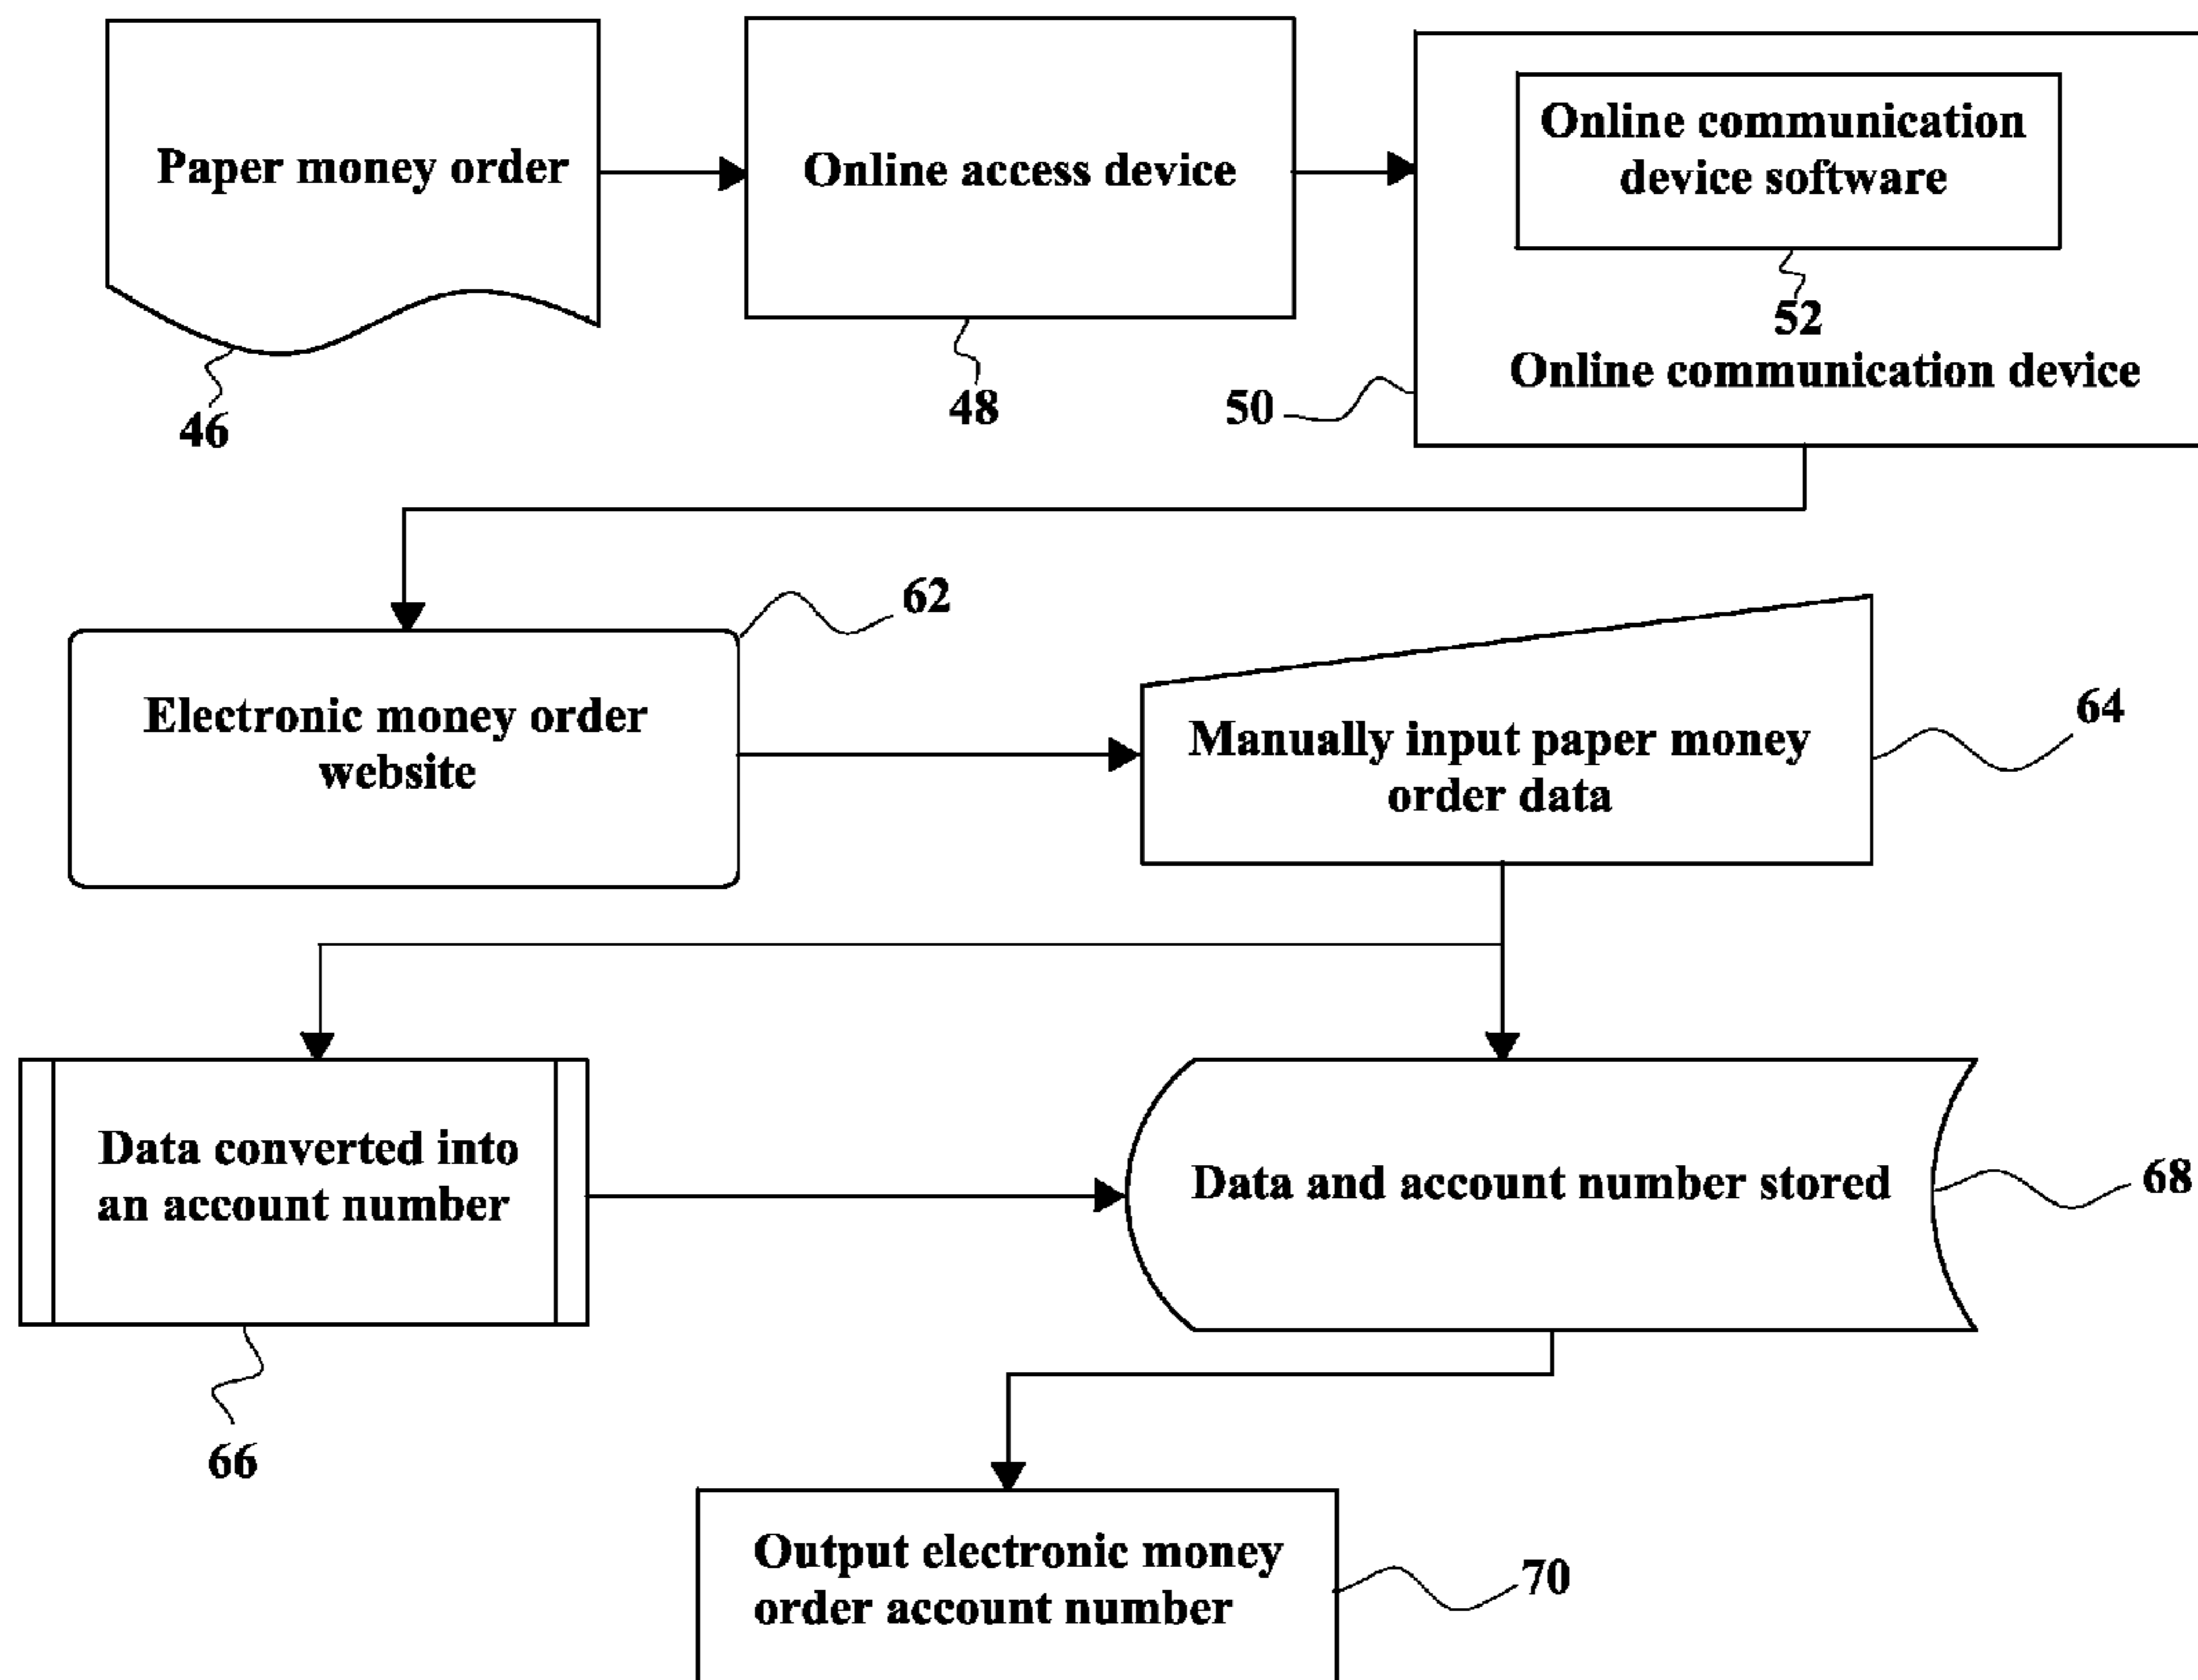 Paper money order
46
Online access device
48
Online communication
device software
52
Online communication device
50
Electronic money order
website
62
Manually input paper money
order data
64
Data converted into
an account number
66
Data and account number stored
68
Output electronic money
order account number
70